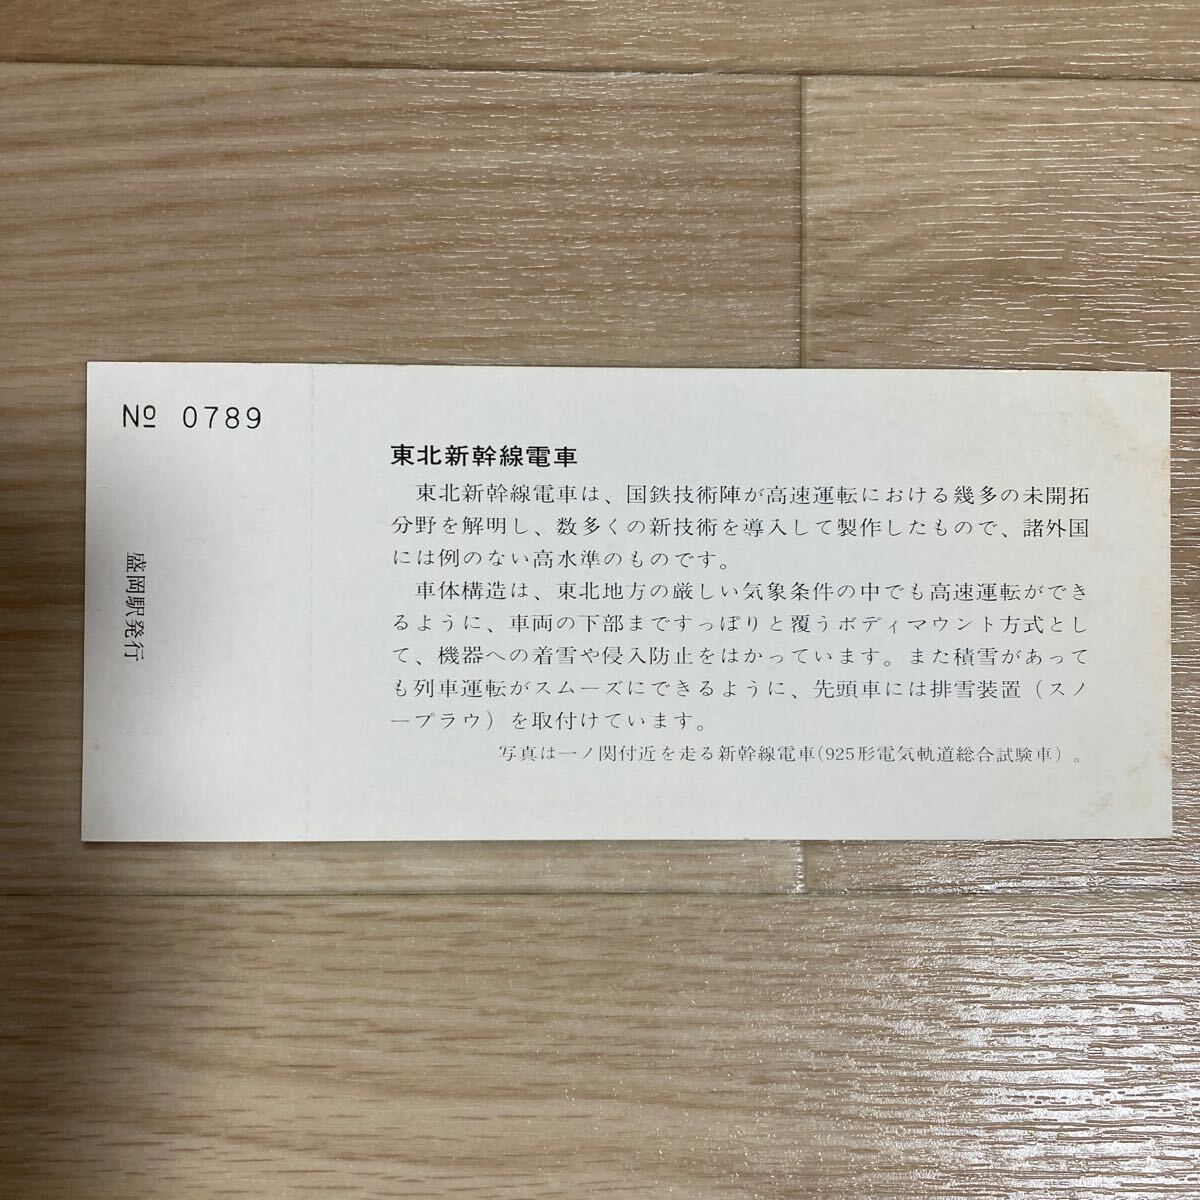 № 0789
盛岡駅発行
東北新幹線電車
東北新幹線電車は、国鉄技術陣が高速運転における幾多の未開拓
分野を解明し、数多くの新技術を導入して製作したもので、諸外国
には例のない高水準のものです。
車体構造は、東北地方の厳しい気象条件の中でも高速運転ができ
るように、車両の下部まですっぽりと覆うボディマウント方式とし
て、機器への着雪や侵入防止をはかっています。また積雪があって
も列車運転がスムーズにできるように、先頭車には排雪装置（スノ
ープラウ）を取付けています。
写真は一ノ関付近を走る新幹線電車(925形電気軌道総合試験車）。